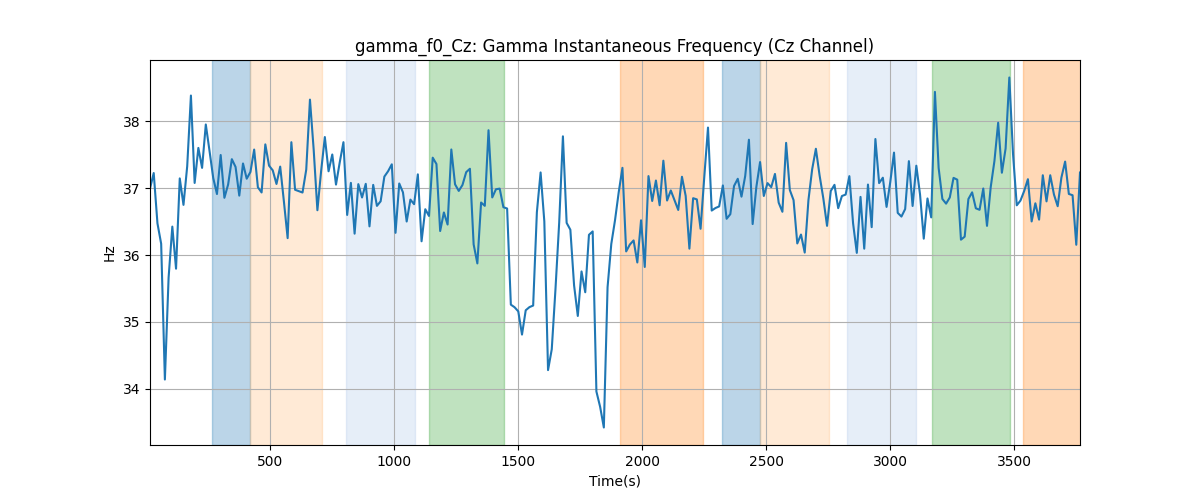 gamma_f0_Cz: Gamma Instantaneous Frequency (Cz Channel)
Hz
38
37
36
35
34
500 1000 1500 2000 2500 3000 3500
Time(s)